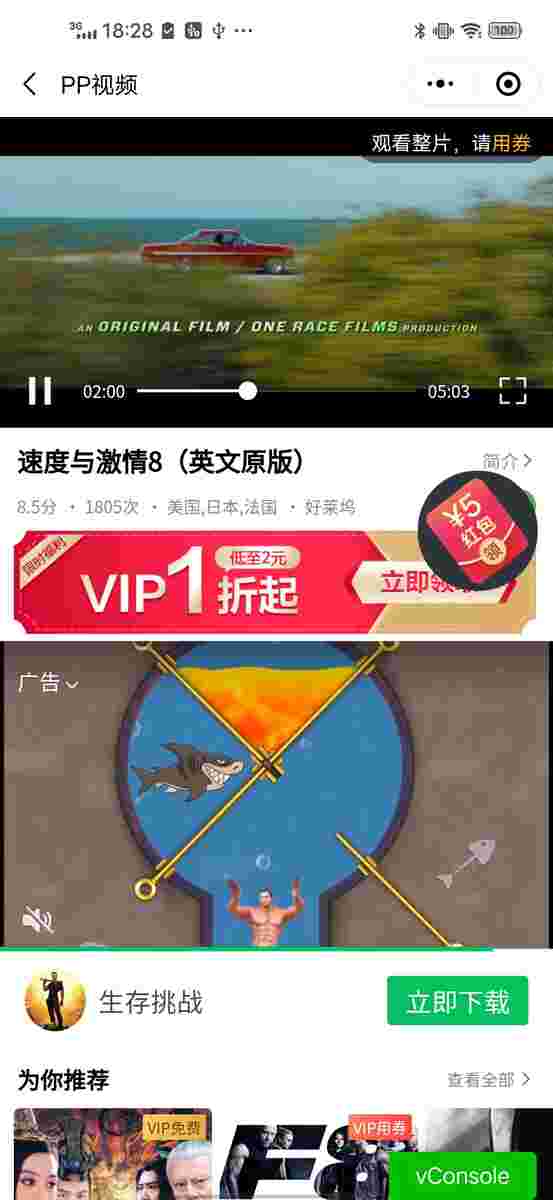 3G 18:28 100
PP视频
观看整片，请用券
AN ORIGINAL FILM / ONE RACE FILMS PRODUCTION
02:00 05:03
速度与激情8（英文原版）
简介
8.5分 · 1805次 · 美国,日本,法国 · 好莱坞
¥5
红包
领
限时福利
VIP1折起
低至2元
立即领
广告
生存挑战
立即下载
为你推荐
查看全部
VIP免费
F8
VIP用券
vConsole